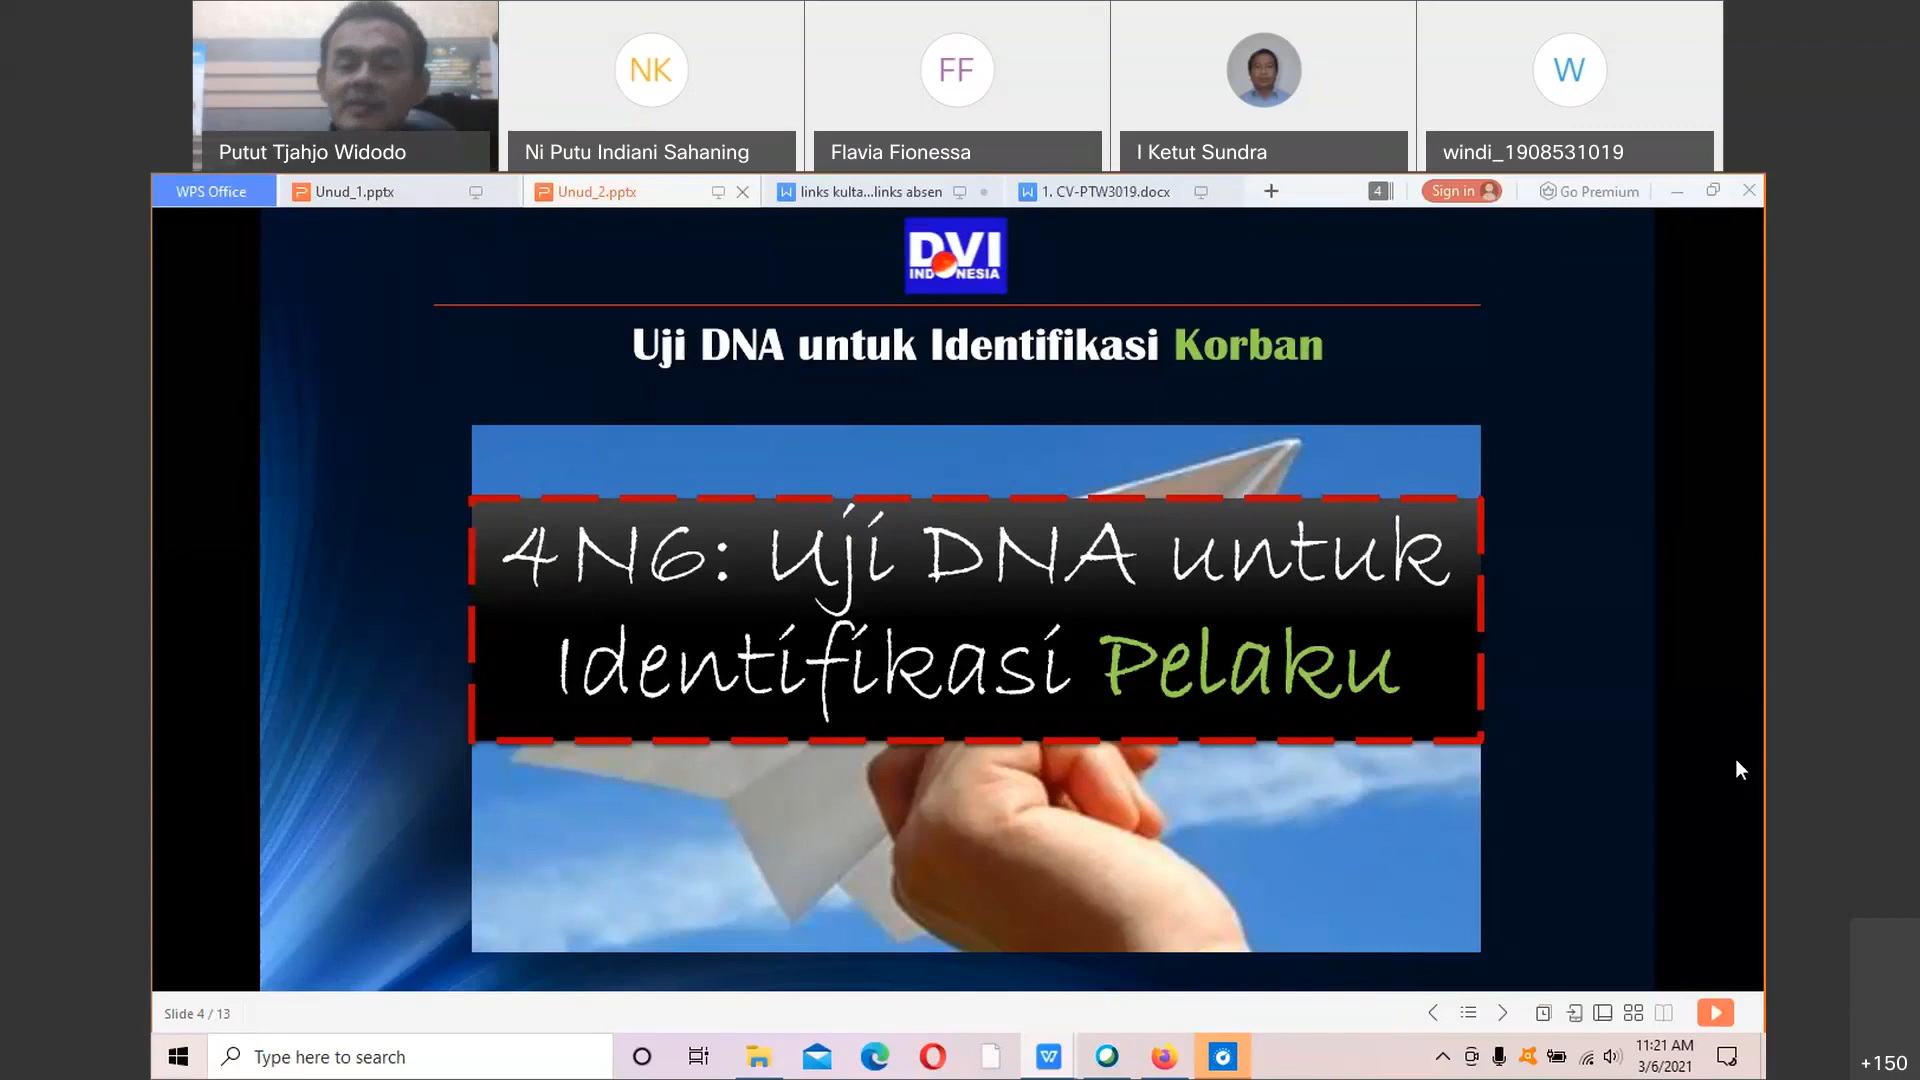 NK
FF
W
Putut Tjahjo Widodo
Ni Putu Indiani Sahaning
Flavia Fionessa
I Ketut Sundra
windi_1908531019
WPS Office
Unud_1.pptx
Unud_2.pptx
links kulta...links absen
1. CV-PTW3019.docx
4
Sign in
Go Premium
DVI
INDONESIA
Uji DNA untuk Identifikasi Korban
4N6: Uji DNA untuk
Identifikasi Pelaku
Slide 4 / 13
Type here to search
11:21 AM
3/6/2021
+150